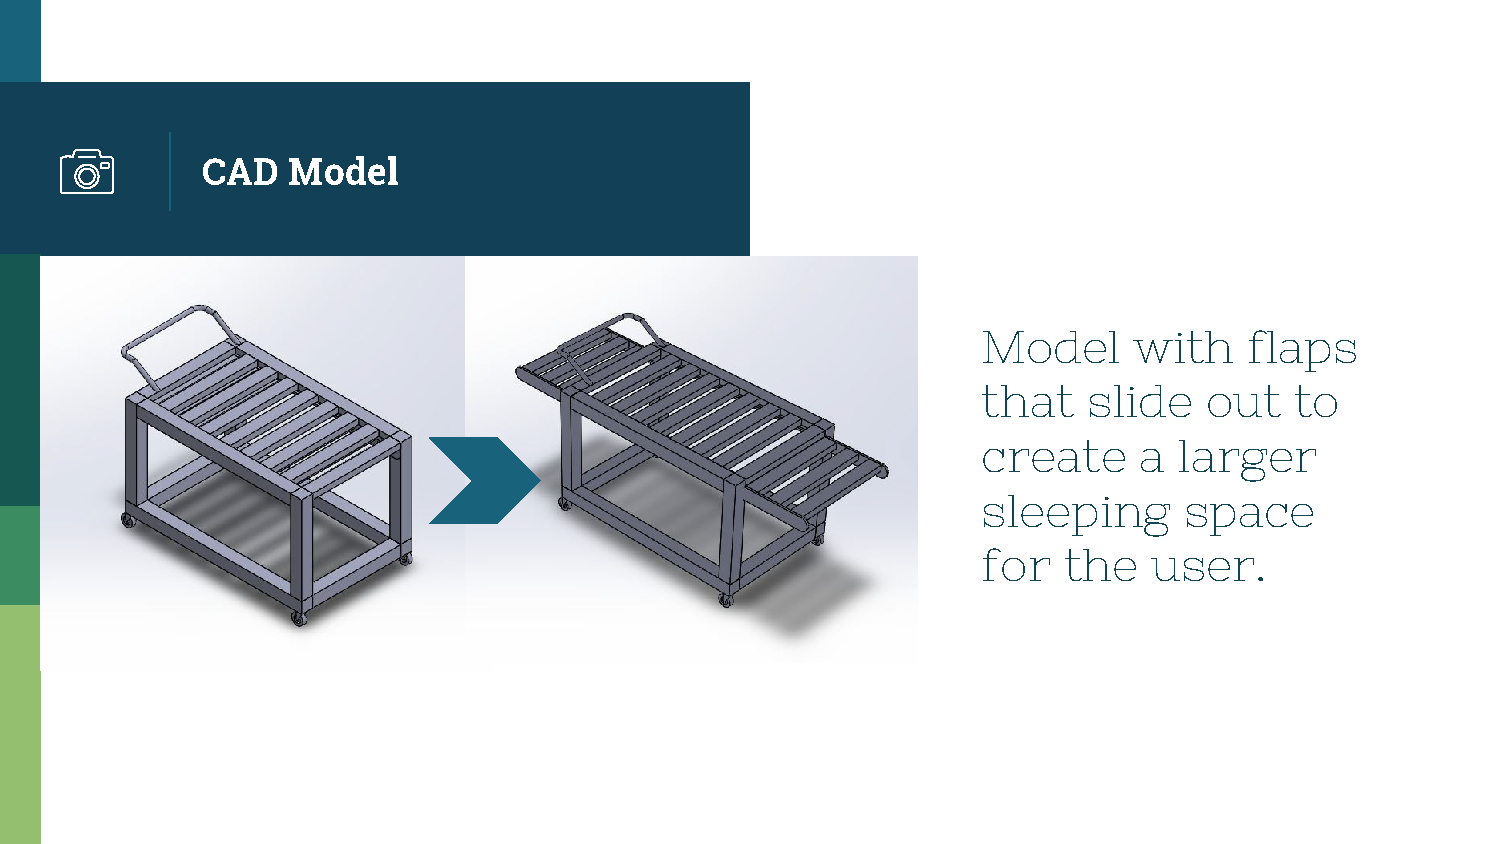 CAD Model
Model with flaps
that slide out to
create a larger
sleeping space
for the user.